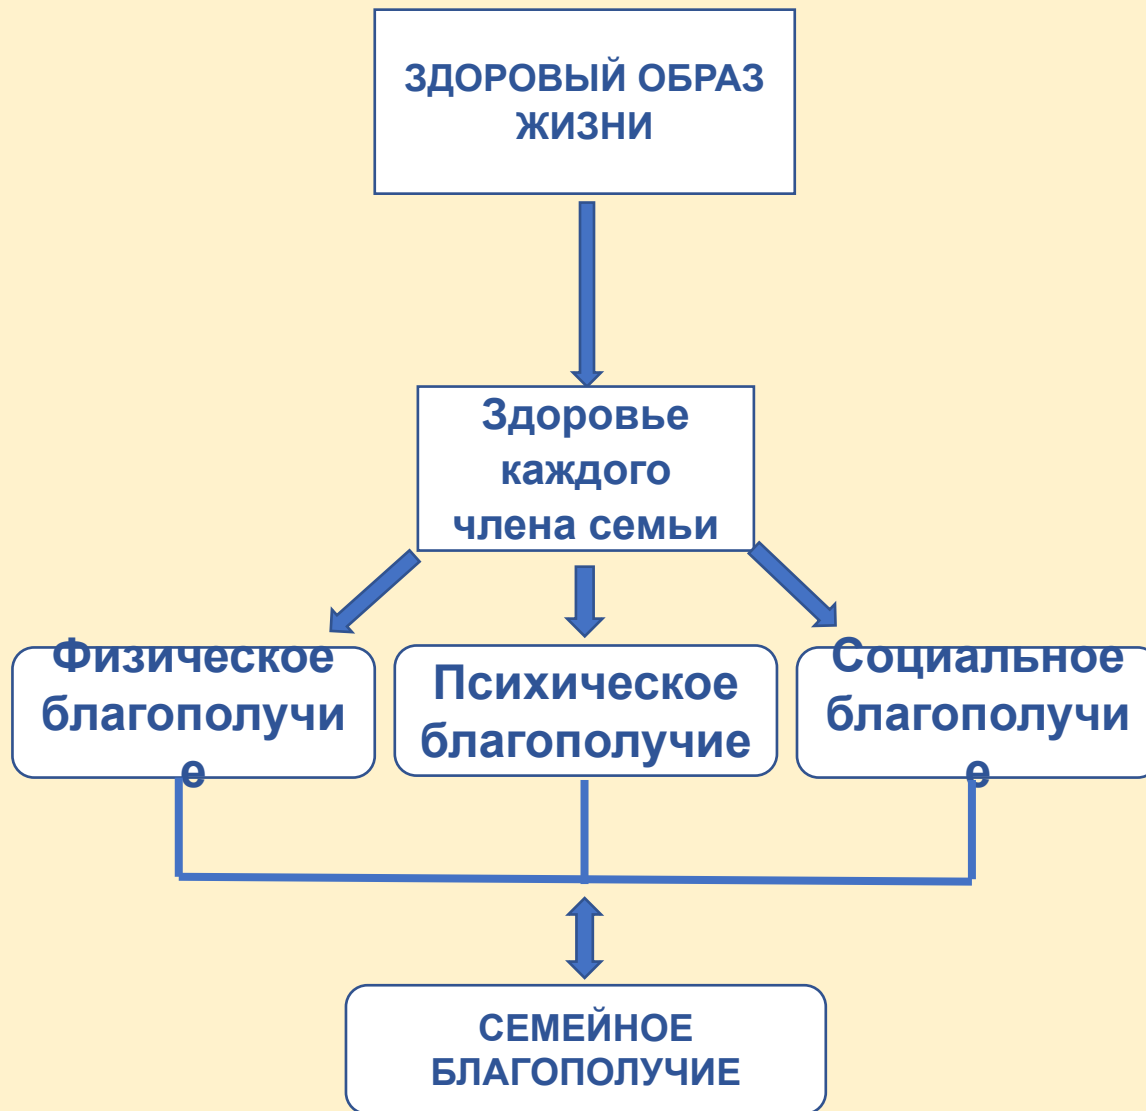 ЗДОРОВЫЙ ОБРАЗ
ЖИЗНИ
Здоровье
каждого
члена семьи
Физическое
благополучи
е
Психическое
благополучие
Социальное
благополучи
е
СЕМЕЙНОЕ
БЛАГОПОЛУЧИЕ